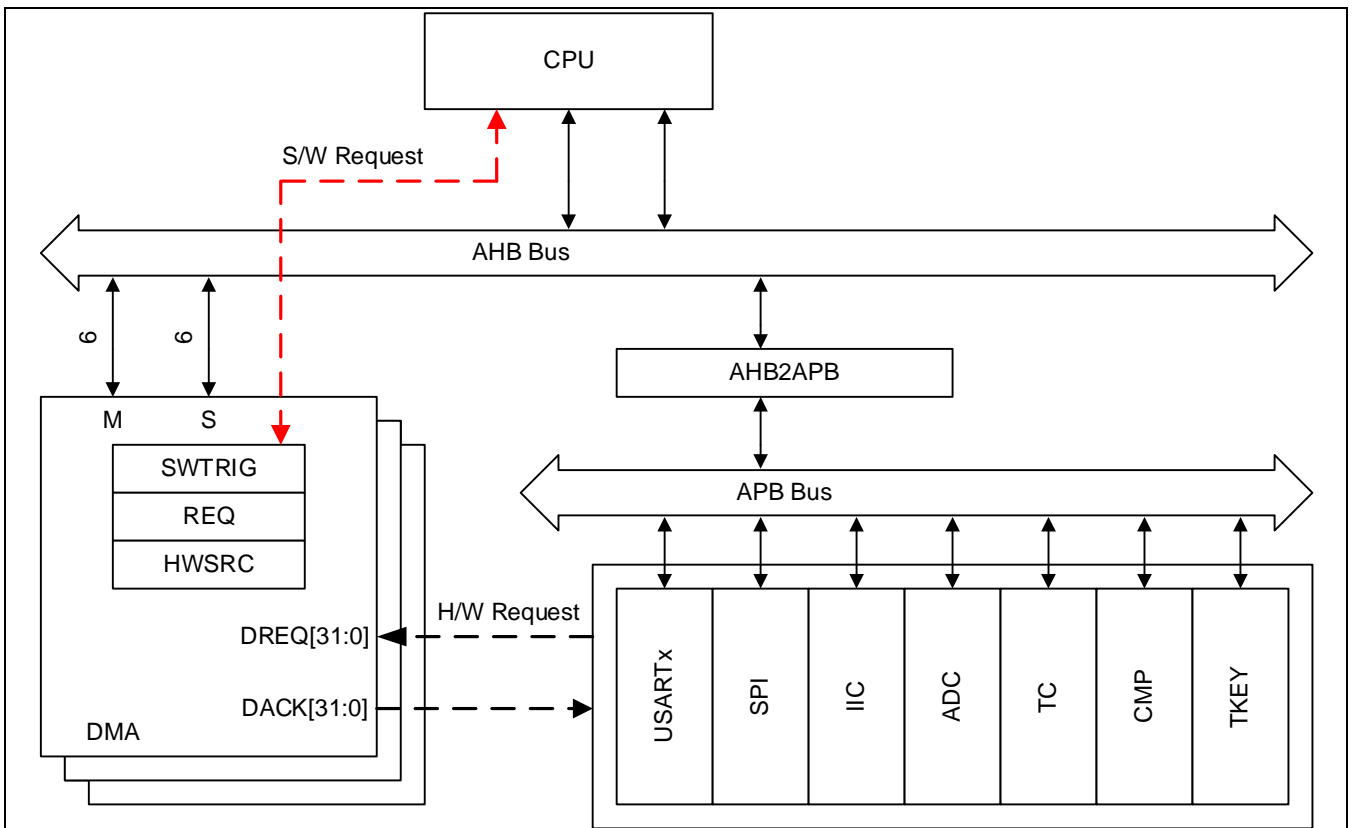 CPU
S/W Request
AHB Bus
6
6
AHB2APB
M
S
SWTRIG
REQ
HWSRC
APB Bus
H/W Request
DREQ[31:0]
DACK[31:0]
DMA
USARTx
SPI
IIC
ADC
TC
CMP
TKEY